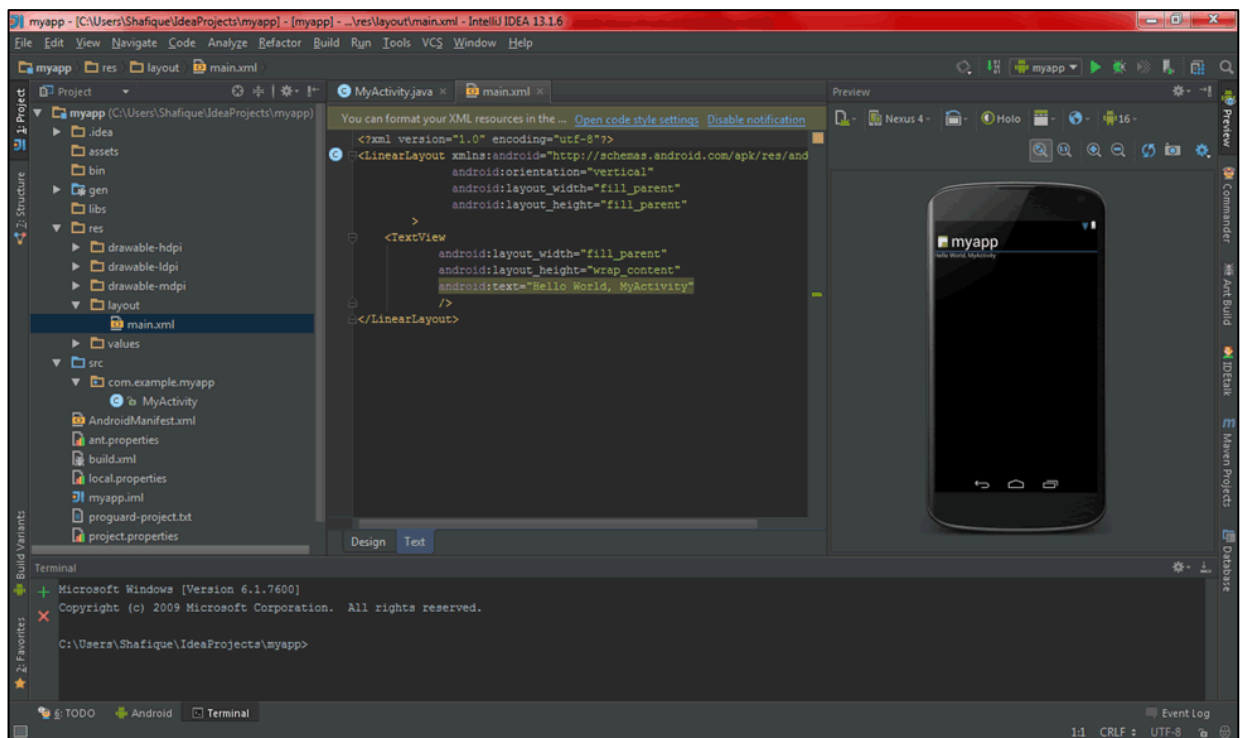 myapp - [C:\Users\Shafique\IdeaProjects\myapp] - [myapp] - ...\res\layout\main.xml - IntelliJ IDEA 13.1.6
File Edit View Navigate Code Analyze Refactor Build Run Tools VCS Window Help
myapp res layout main.xml
myapp
1: Project
Z: Structure
Build Variants
2: Favorites
Project
myapp (C:\Users\Shafique\IdeaProjects\myapp)
.idea
assets
bin
gen
libs
res
drawable-hdpi
drawable-ldpi
drawable-mdpi
layout
main.xml
values
src
com.example.myapp
MyActivity
AndroidManifest.xml
ant.properties
build.xml
local.properties
myapp.iml
proguard-project.txt
project.properties
MyActivity.java main.xml
You can format your XML resources in the ... Open code style settings Disable notification
<?xml version="1.0" encoding="utf-8"?>
<LinearLayout xmlns:android="http://schemas.android.com/apk/res/and
android:orientation="vertical"
android:layout_width="fill_parent"
android:layout_height="fill_parent"
>
<TextView
android:layout_width="fill_parent"
android:layout_height="wrap_content"
android:text="Hello World, MyActivity"
/>
</LinearLayout>
Design Text
Preview
Nexus 4 Holo 16
myapp
Hello World, MyActivity
Preview
Commander
Ant Build
IDEtalk
Maven Projects
Database
Terminal
Microsoft Windows [Version 6.1.7600]
Copyright (c) 2009 Microsoft Corporation. All rights reserved.
C:\Users\Shafique\IdeaProjects\myapp>
6: TODO Android Terminal Event Log
1:1 CRLF UTF-8